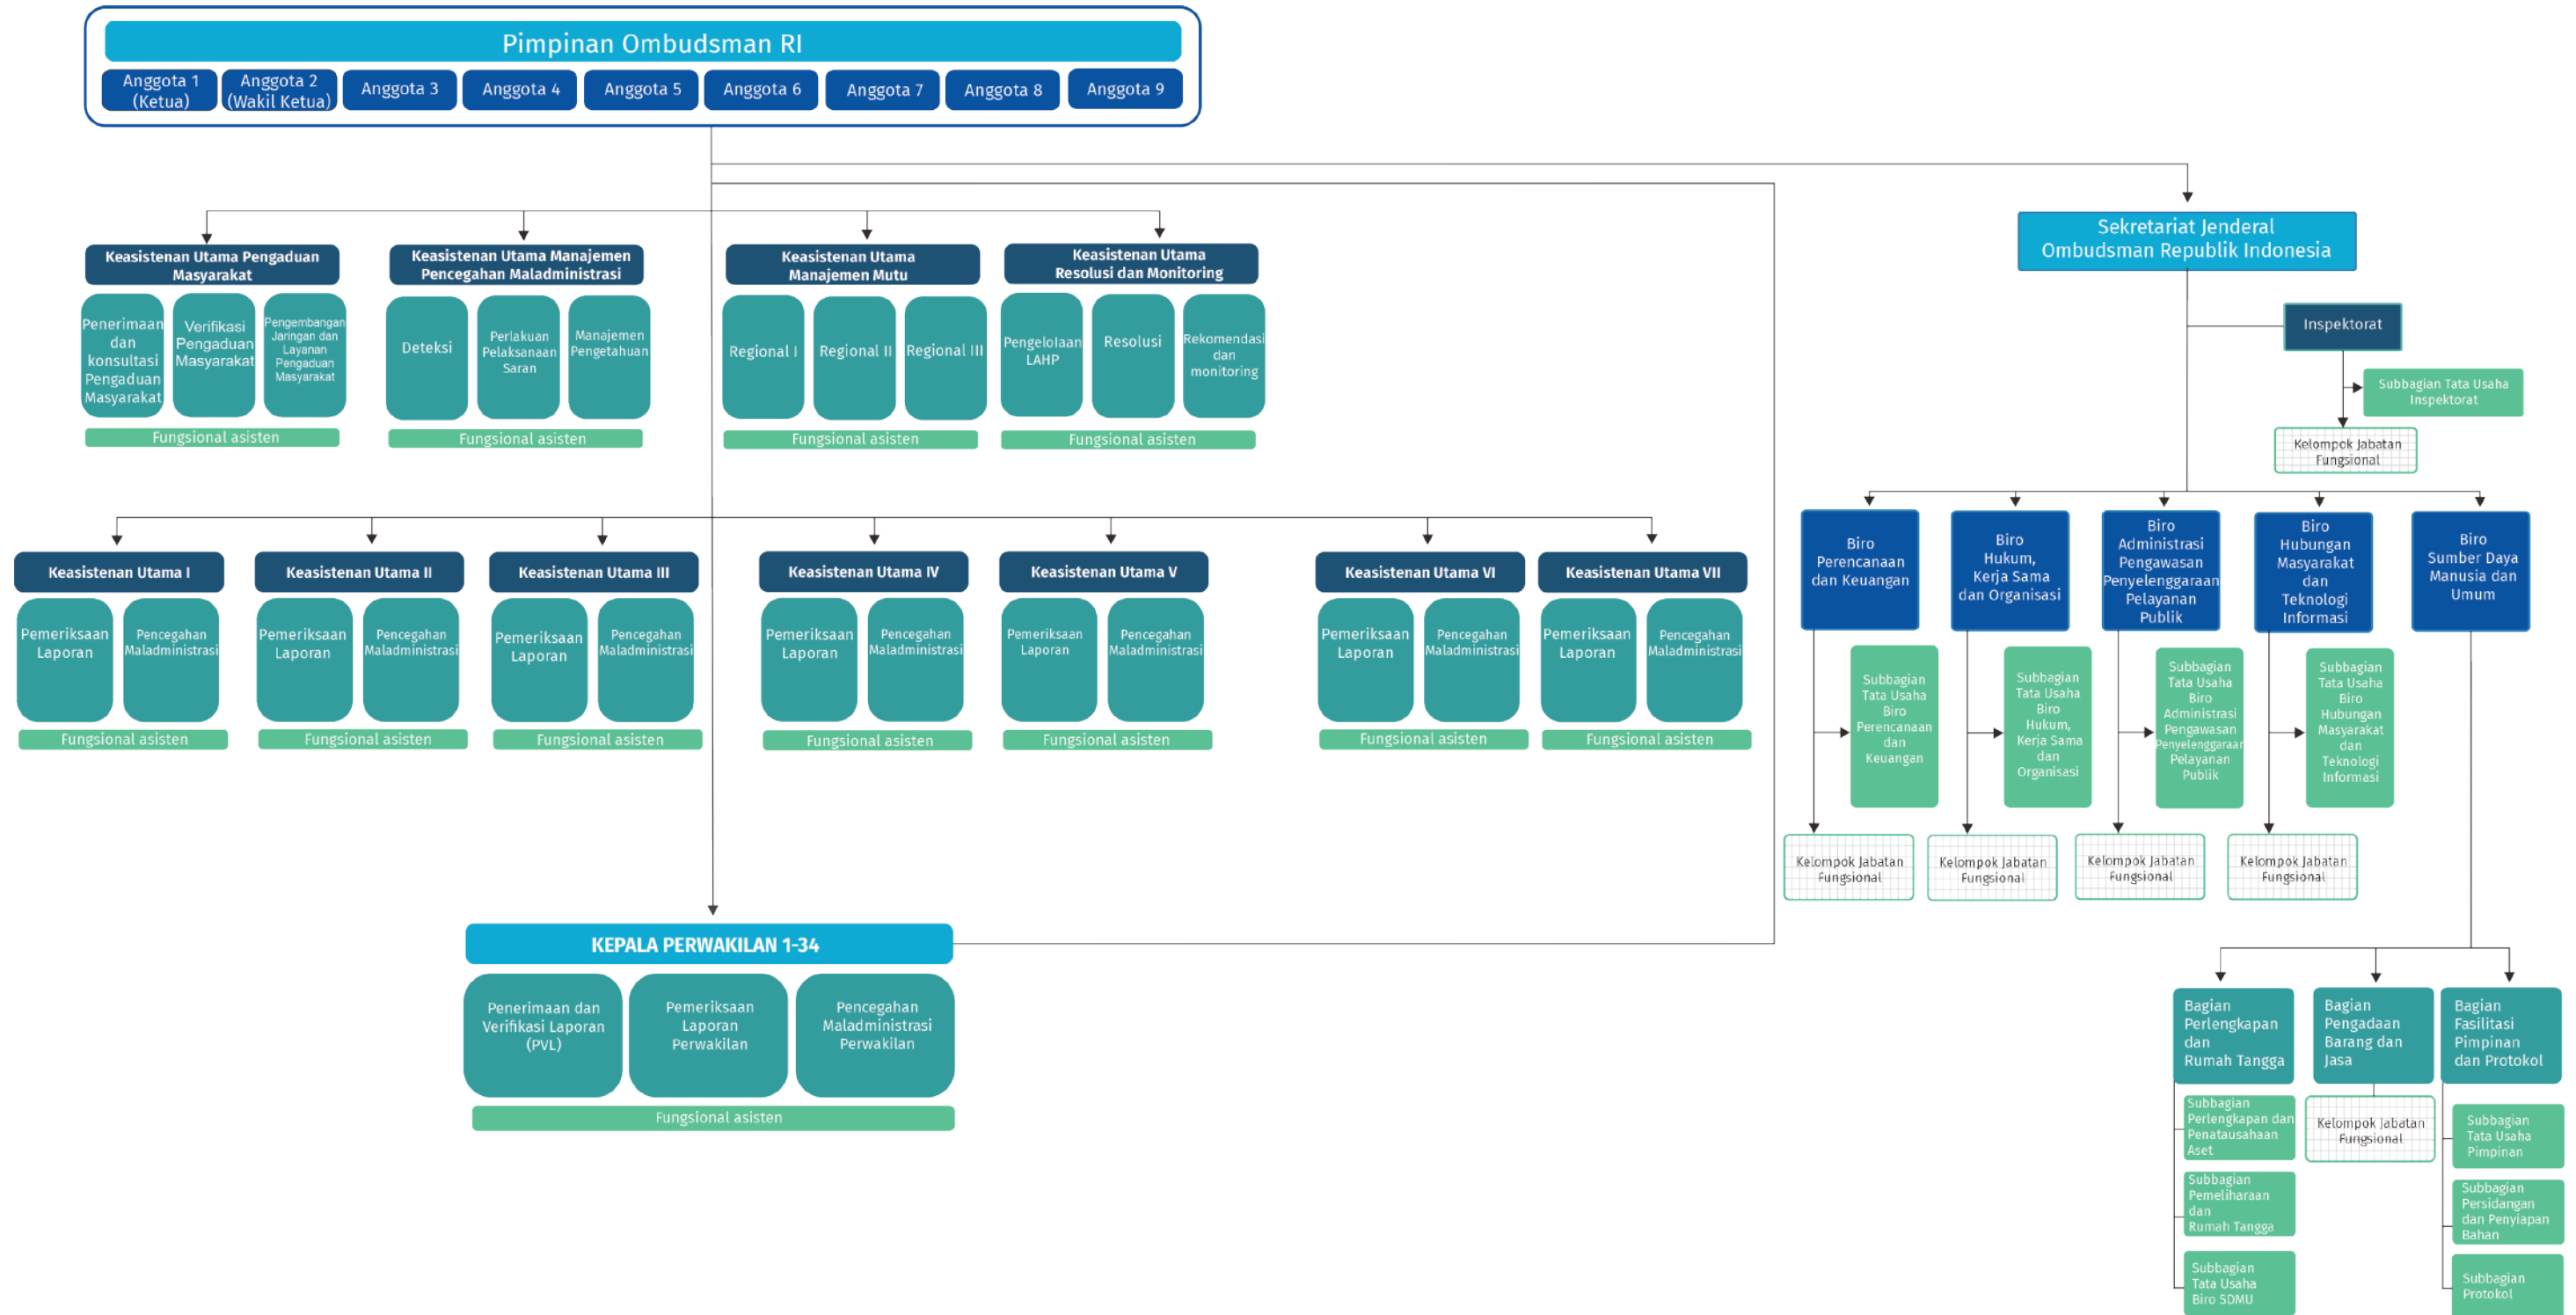 Pimpinan Ombudsman RI
Anggota 1
(Ketua)
Anggota 2
(Wakil Ketua)
Anggota 3
Anggota 4
Anggota 5
Anggota 6
Anggota 7
Anggota 8
Anggota 9
Sekretariat Jenderal
Ombudsman Republik Indonesia
Inspektorat
Subbagian Tata Usaha
Inspektorat
Kelompok Jabatan
Fungsional
Keasistenan Utama Pengaduan
Masyarakat
Penerimaan
dan
konsultasi
Pengaduan
Masyarakat
Verifikasi
Pengaduan
Masyarakat
Pengembangan
Jaringan dan
Layanan
Pengaduan
Masyarakat
Fungsional asisten
Keasistenan Utama Manajemen
Pencegahan Maladministrasi
Deteksi
Perlakuan
Pelaksanaan
Saran
Manajemen
Pengetahuan
Fungsional asisten
Keasistenan Utama
Manajemen Mutu
Regional I
Regional II
Regional III
Fungsional asisten
Keasistenan Utama
Resolusi dan Monitoring
Pengelolaan
LAHP
Resolusi
Rekomendasi
dan
monitoring
Fungsional asisten
Keasistenan Utama I
Pemeriksaan
Laporan
Pencegahan
Maladministrasi
Fungsional asisten
Keasistenan Utama II
Pemeriksaan
Laporan
Pencegahan
Maladministrasi
Fungsional asisten
Keasistenan Utama III
Pemeriksaan
Laporan
Pencegahan
Maladministrasi
Fungsional asisten
Keasistenan Utama IV
Pemeriksaan
Laporan
Pencegahan
Maladministrasi
Fungsional asisten
Keasistenan Utama V
Pemeriksaan
Laporan
Pencegahan
Maladministrasi
Fungsional asisten
Keasistenan Utama VI
Pemeriksaan
Laporan
Pencegahan
Maladministrasi
Fungsional asisten
Keasistenan Utama VII
Pemeriksaan
Laporan
Pencegahan
Maladministrasi
Fungsional asisten
KEPALA PERWAKILAN 1-34
Penerimaan dan
Verifikasi Laporan
(PVL)
Pemeriksaan
Laporan
Perwakilan
Pencegahan
Maladministrasi
Perwakilan
Fungsional asisten
Biro
Perencanaan
dan Keuangan
Subbagian
Tata Usaha
Biro
Perencanaan
dan
Keuangan
Kelompok Jabatan
Fungsional
Biro
Hukum,
Kerja Sama
dan Organisasi
Subbagian
Tata Usaha
Biro
Hukum,
Kerja Sama
dan
Organisasi
Kelompok Jabatan
Fungsional
Biro
Administrasi
Pengawasan
Penyelenggaraan
Pelayanan
Publik
Subbagian
Tata Usaha
Biro
Administrasi
Pengawasan
Penyelenggaraan
Pelayanan
Publik
Kelompok Jabatan
Fungsional
Biro
Hubungan
Masyarakat
dan
Teknologi
Informasi
Subbagian
Tata Usaha
Biro
Hubungan
Masyarakat
dan
Teknologi
Informasi
Kelompok Jabatan
Fungsional
Biro
Sumber Daya
Manusia dan
Umum
Bagian
Perlengkapan
dan
Rumah Tangga
Subbagian
Perlengkapan dan
Penatausahaan
Aset
Subbagian
Pemeliharaan
dan
Rumah Tangga
Subbagian
Tata Usaha
Biro SDMU
Bagian
Pengadaan
Barang dan
Jasa
Kelompok Jabatan
Fungsional
Bagian
Fasilitasi
Pimpinan
dan Protokol
Subbagian
Tata Usaha
Pimpinan
Subbagian
Persidangan
dan Penyiapan
Bahan
Subbagian
Protokol